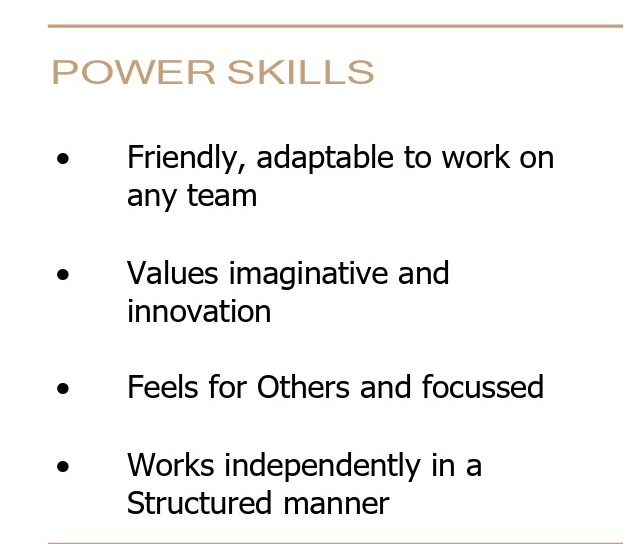 POWER SKILLS
• Friendly, adaptable to work on
any team
• Values imaginative and
innovation
• Feels for Others and focussed
• Works independently in a
Structured manner